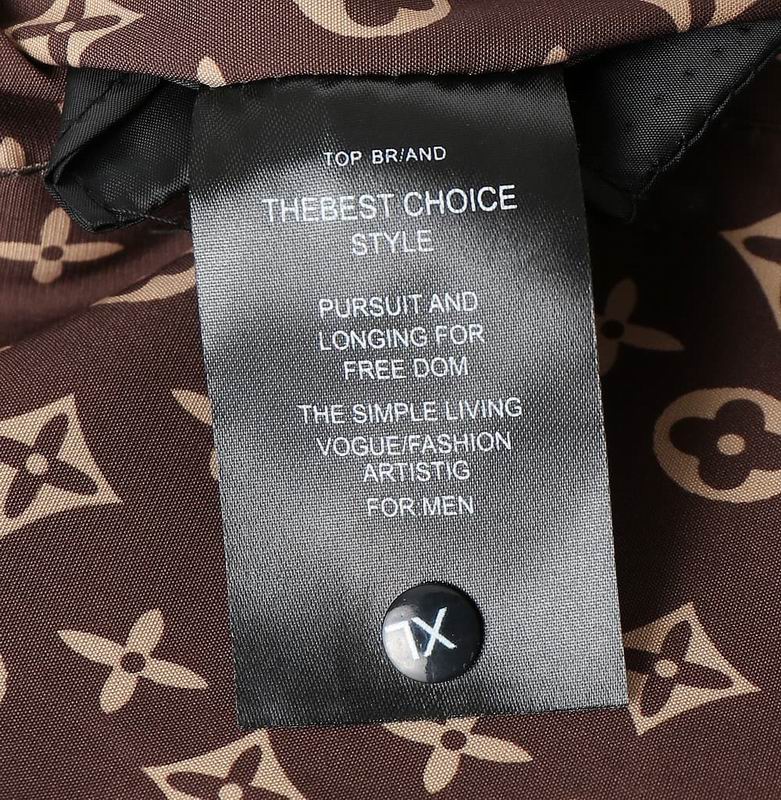 TOP BR/AND
THEBEST CHOICE
STYLE
PURSUIT AND
LONGING FOR
FREE DOM
THE SIMPLE LIVING
VOGUE/FASHION
ARTISTIG
FOR MEN
XL